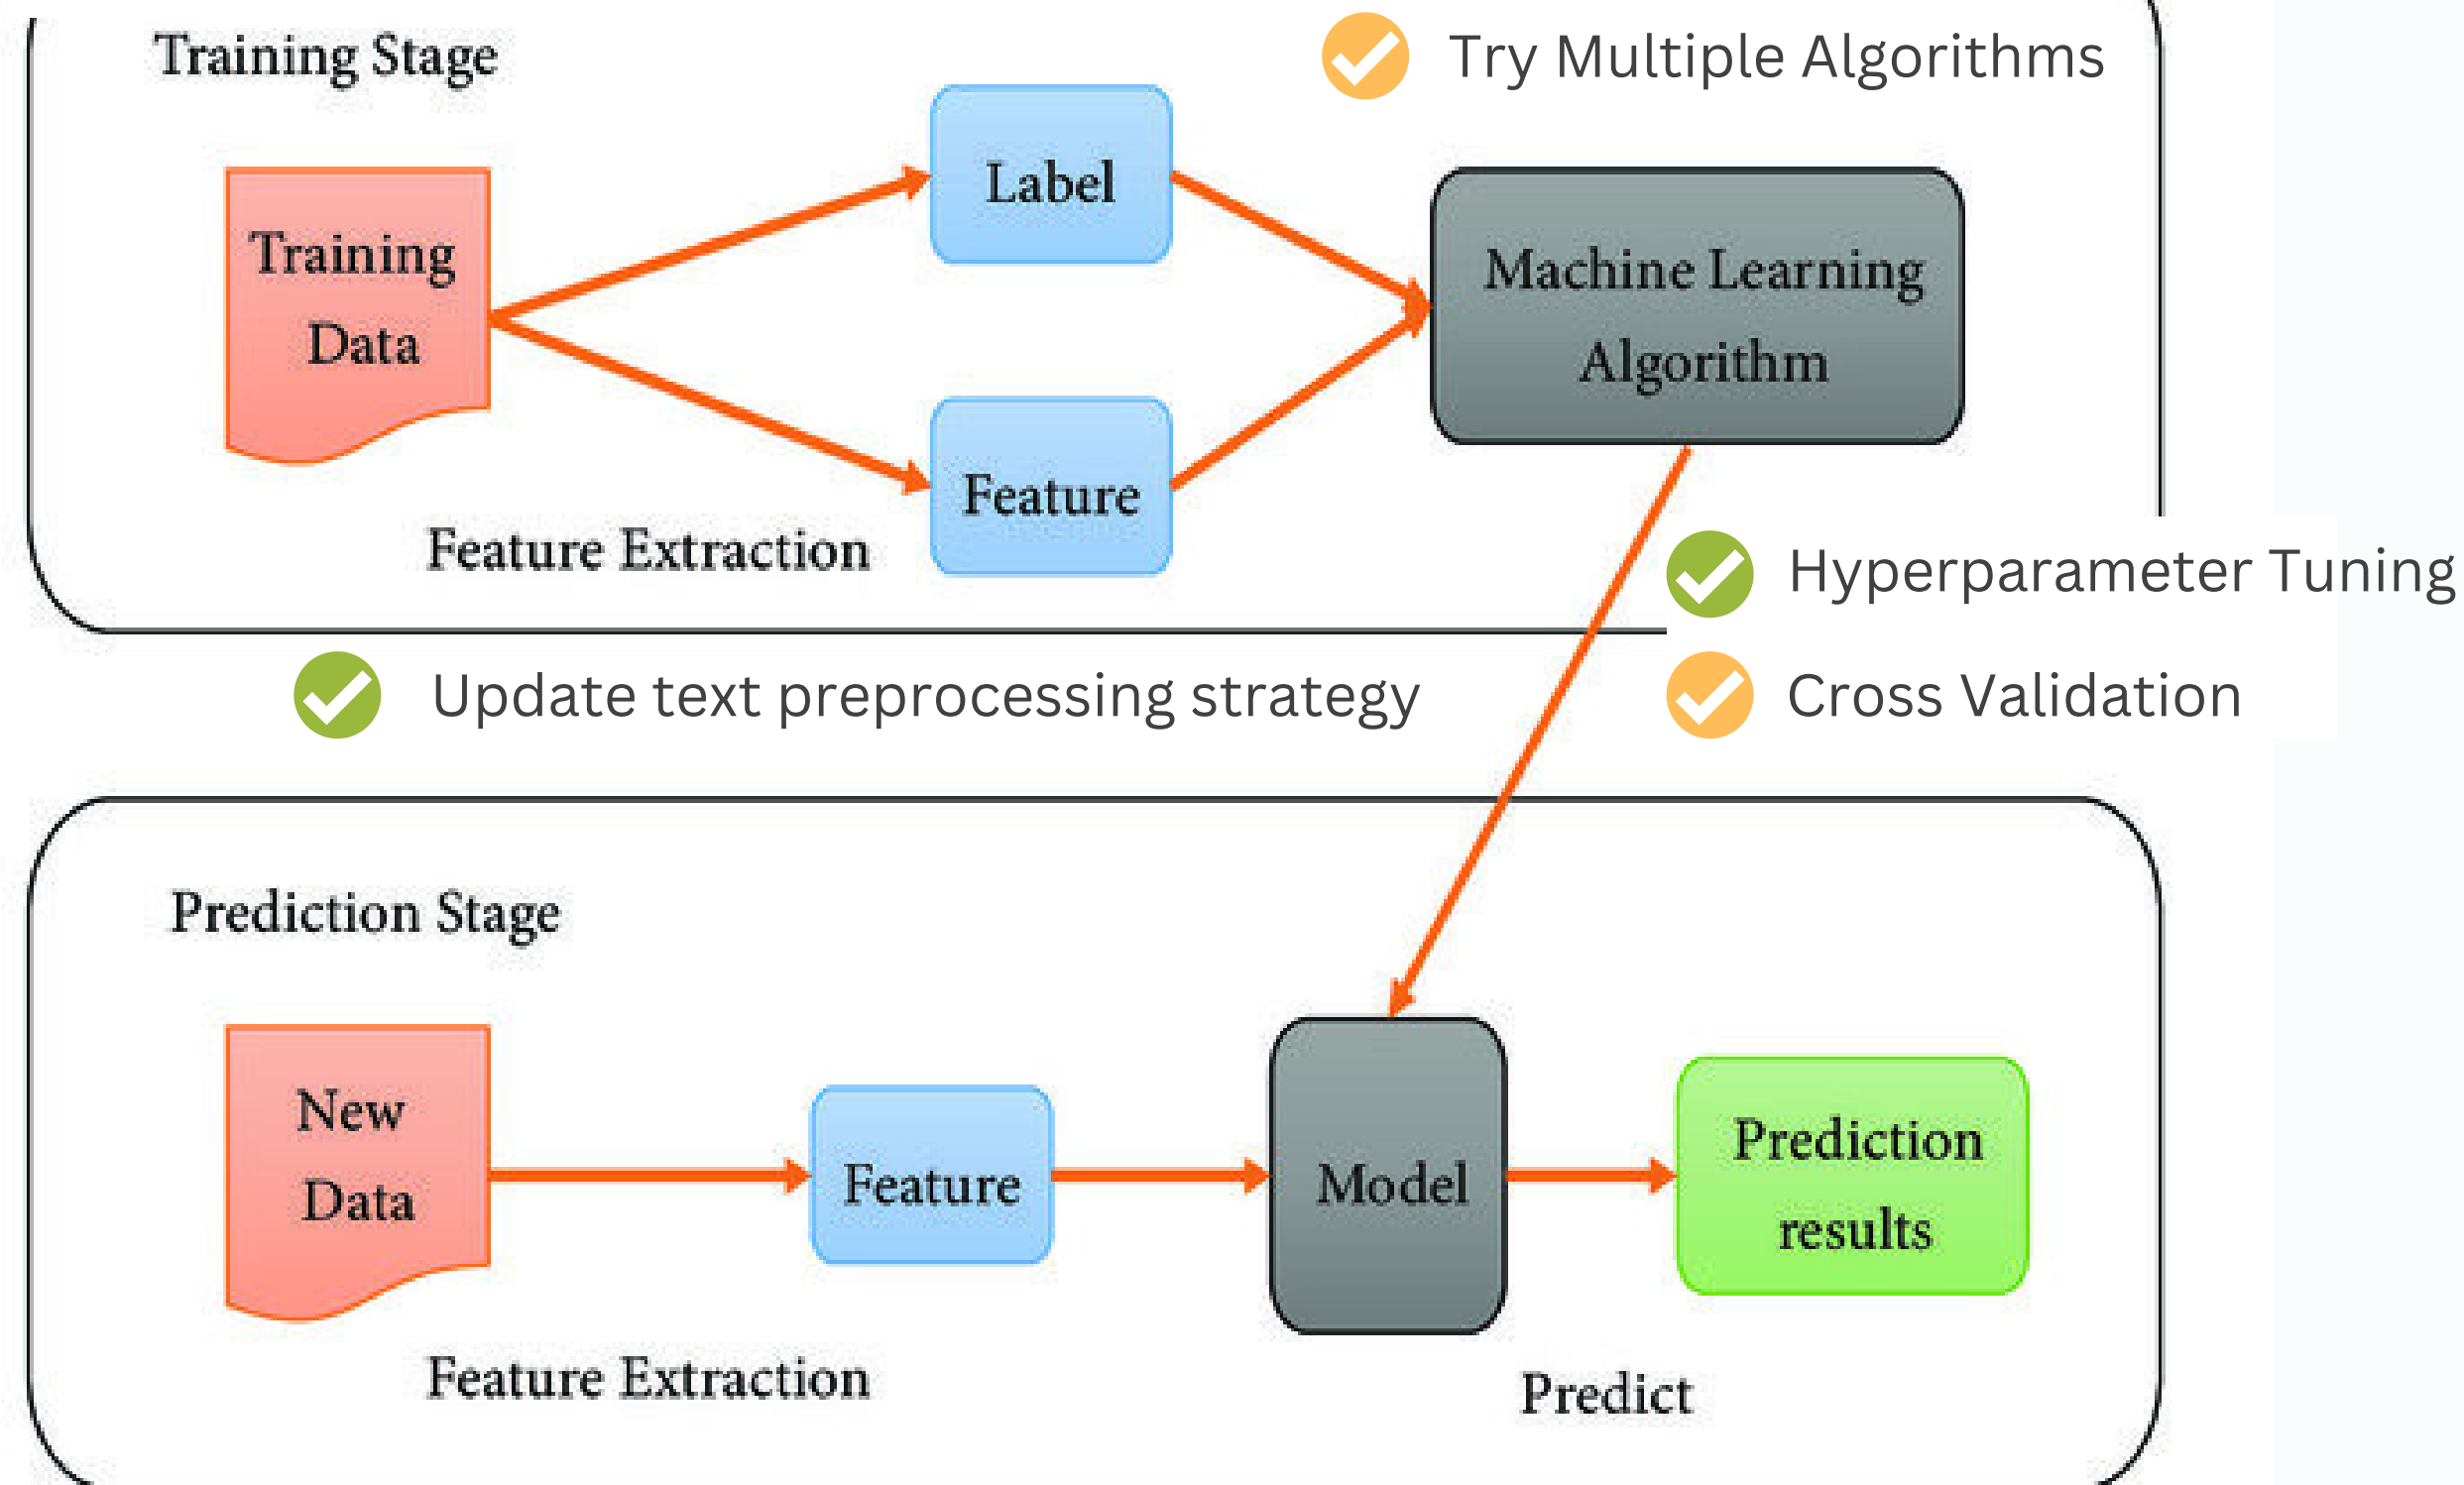 Training Stage
Try Multiple Algorithms
Label
Training
Data
Machine Learning
Algorithm
Feature
Feature Extraction
Hyperparameter Tuning
Update text preprocessing strategy
Cross Validation
Prediction Stage
New
Data
Feature
Model
Prediction
results
Feature Extraction
Predict